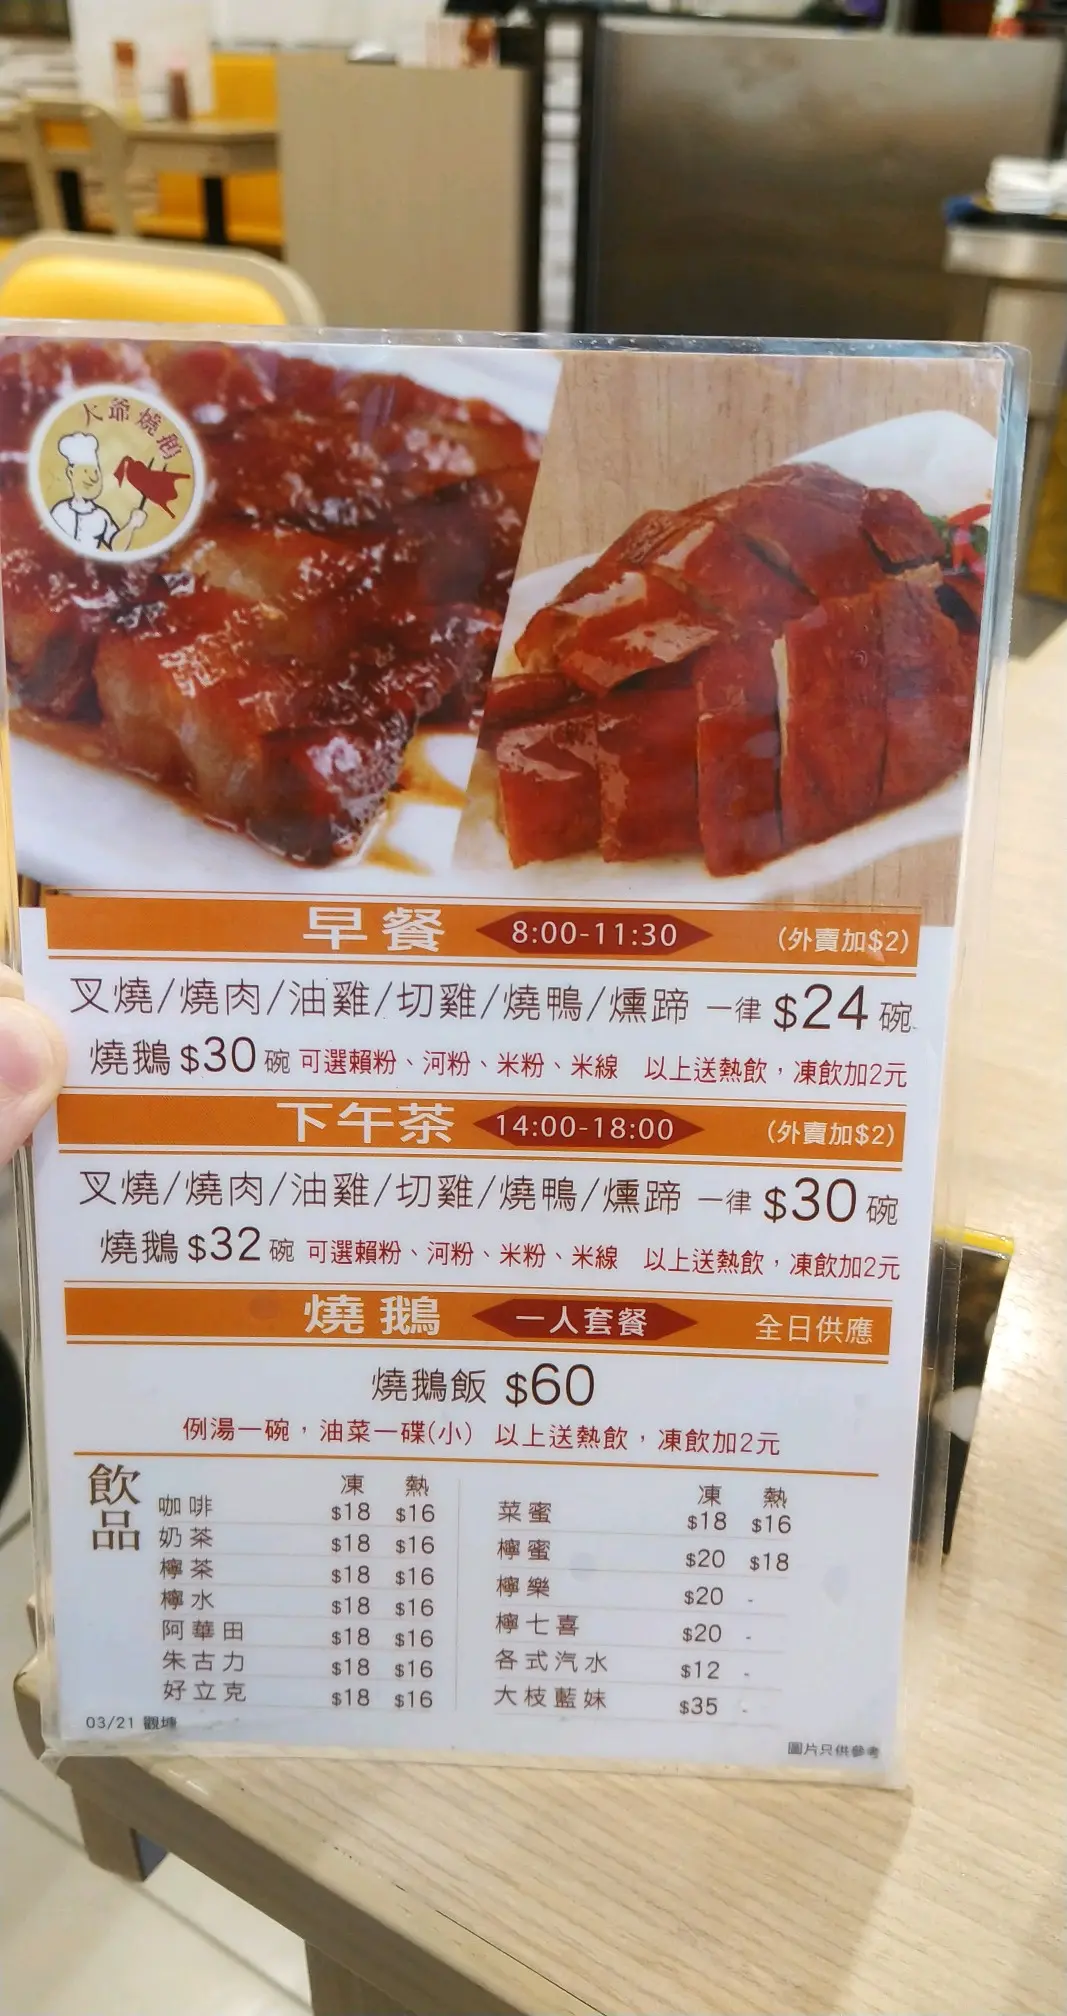 大爺燒鵝
早餐 8:00-11:30 (外賣加$2)
叉燒/燒肉/油雞/切雞/燒鴨/燻蹄 一律 $24 碗
燒鵝 $30 碗 可選賴粉、河粉、米粉、米線 以上送熱飲，凍飲加2元
下午茶 14:00-18:00 (外賣加$2)
叉燒/燒肉/油雞/切雞/燒鴨/燻蹄 一律 $30 碗
燒鵝 $32 碗 可選賴粉、河粉、米粉、米線 以上送熱飲，凍飲加2元
燒鵝 一人套餐 全日供應
燒鵝飯 $60
例湯一碗，油菜一碟(小) 以上送熱飲，凍飲加2元
飲品
凍 熱
咖啡 $18 $16
奶茶 $18 $16
檸茶 $18 $16
檸水 $18 $16
阿華田 $18 $16
朱古力 $18 $16
好立克 $18 $16
凍 熱
菜蜜 $18 $16
檸蜜 $20 $18
檸樂 $20 -
檸七喜 $20 -
各式汽水 $12 -
大枝藍妹 $35 -
03/21 觀塘
圖片只供參考